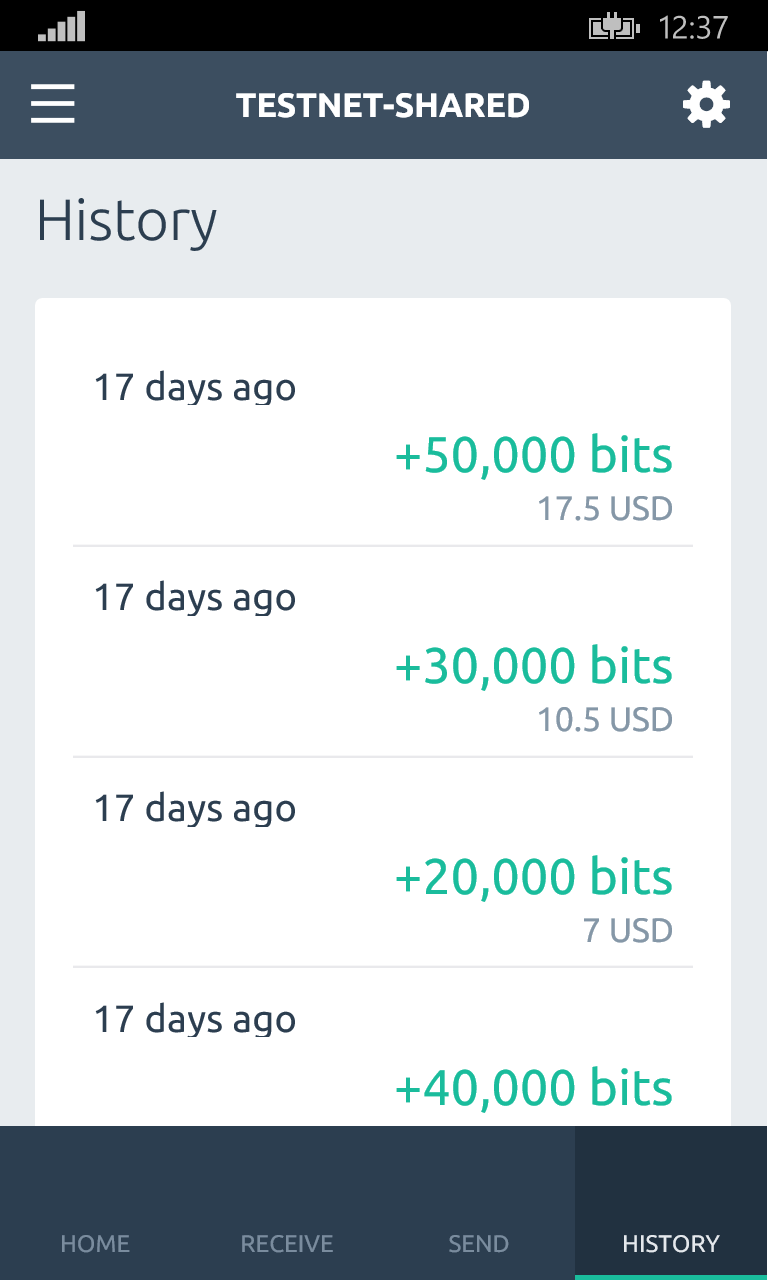 12:37
TESTNET-SHARED
History
17 days ago
+50,000 bits
17.5 USD
17 days ago
+30,000 bits
10.5 USD
17 days ago
+20,000 bits
7 USD
17 days ago
+40,000 bits
HOME RECEIVE SEND HISTORY